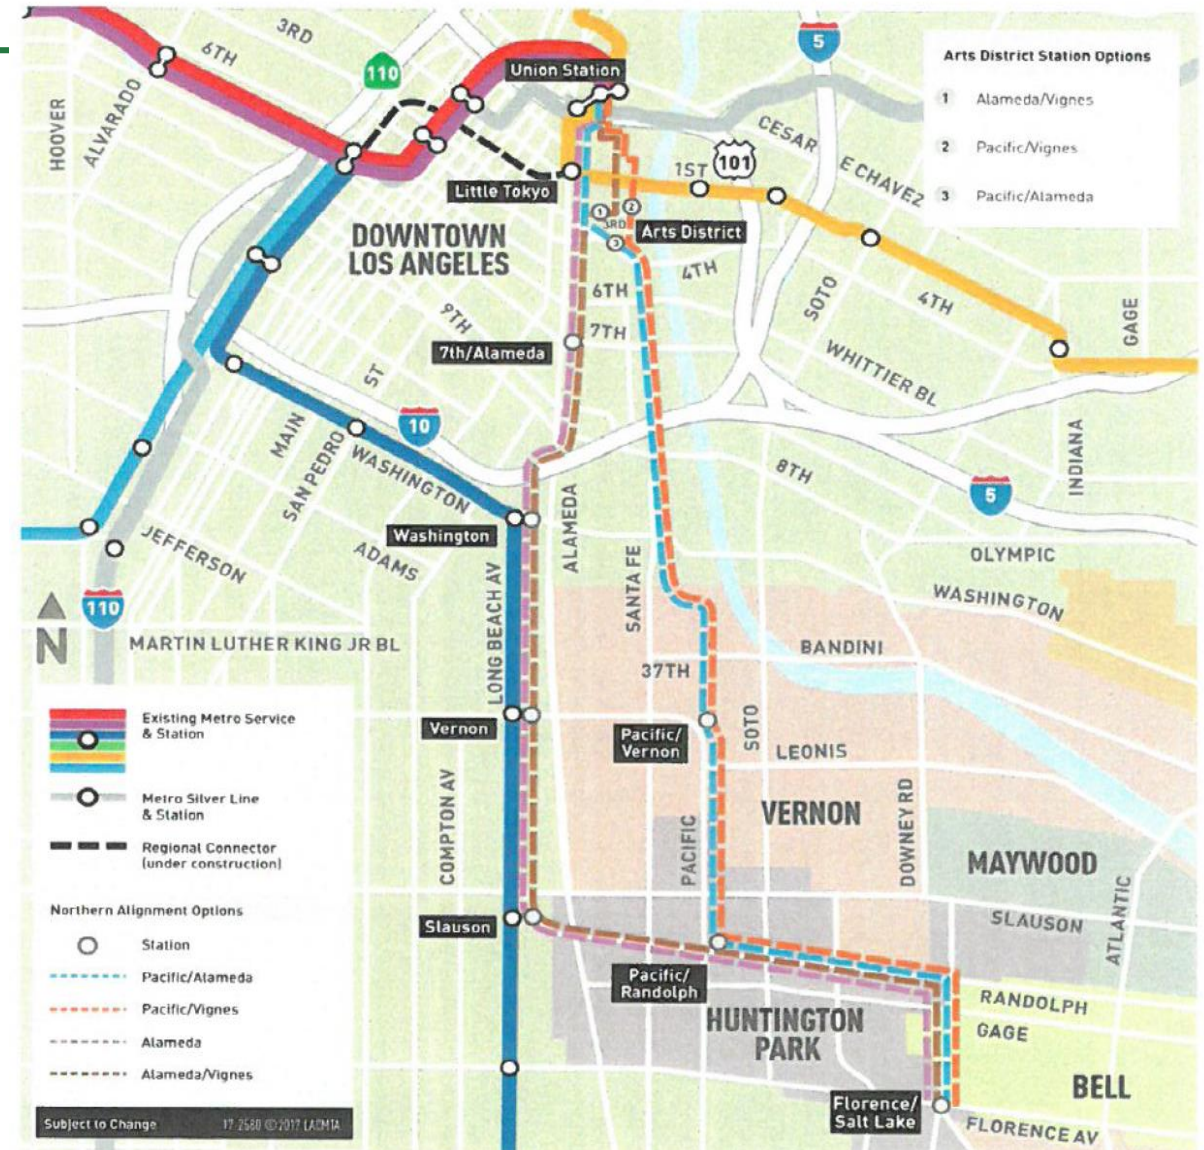 3RD
6TH
5
110
Union Station
Arts District Station Options
1 Alameda/Vignes
2 Pacific/Vignes
3 Pacific/Alameda
HOOVER
ALVARADO
CESAR E CHAVEZ
101
1ST
Little Tokyo
1
2
3RD
3
Arts District
DOWNTOWN
LOS ANGELES
4TH
6TH
9TH
SOTO
4TH
GAGE
7TH
7th/Alameda
ST
WHITTIER BL
10
MAIN
SAN PEDRO
WASHINGTON
8TH
INDIANA
5
Washington
ALAMEDA
JEFFERSON
ADAMS
OLYMPIC
110
N
LONG BEACH AV
SANTA FE
WASHINGTON
MARTIN LUTHER KING JR BL
BANDINI
37TH
Existing Metro Service
& Station
Vernon
Pacific/
Vernon
SOTO
LEONIS
Metro Silver Line
& Station
VERNON
COMPTON AV
PACIFIC
DOWNEY RD
Regional Connector
(under construction)
MAYWOOD
Northern Alignment Options
Station
Pacific/Alameda
Pacific/Vignes
Alameda
Alameda/Vignes
Slauson
SLAUSON
ATLANTIC
Pacific/
Randolph
RANDOLPH
GAGE
HUNTINGTON
PARK
BELL
Florence/
Salt Lake
FLORENCE AV
Subject to Change 17-2580 ©2017 LACMTA